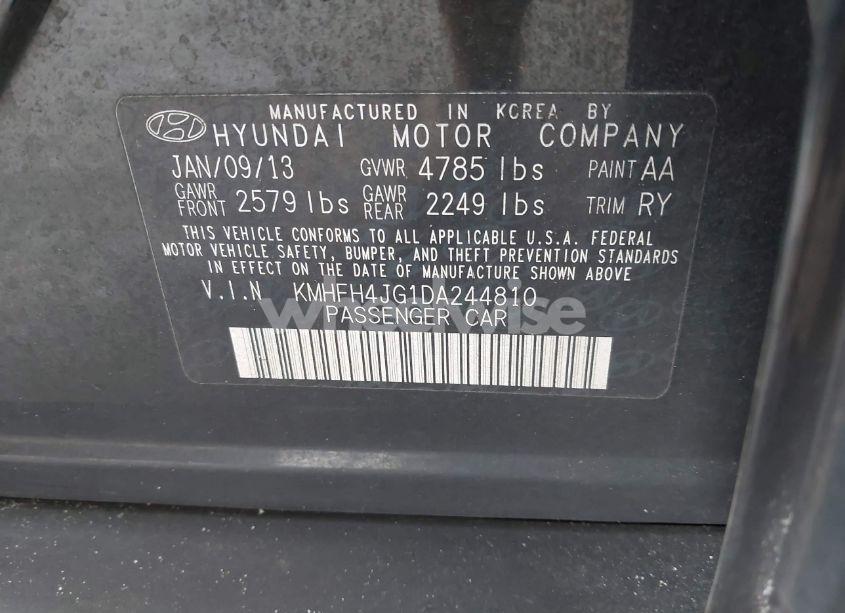 MANUFACTURED IN KOREA BY
HYUNDAI MOTOR COMPANY
JAN/09/13 GVWR 4785 lbs PAINT AA
GAWR FRONT 2579 lbs GAWR REAR 2249 lbs TRIM RY
THIS VEHICLE CONFORMS TO ALL APPLICABLE U.S.A. FEDERAL
MOTOR VEHICLE SAFETY, BUMPER, AND THEFT PREVENTION STANDARDS
IN EFFECT ON THE DATE OF MANUFACTURE SHOWN ABOVE
V.I.N KMHFH4JG1DA244810
PASSENGER CAR
wheelwise